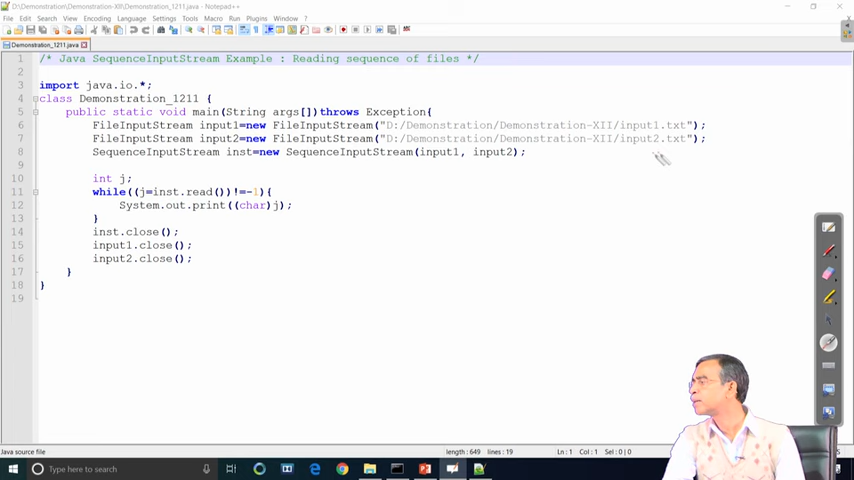 D:\Demonstration\Demonstration-XII\Demonstration_1211.java - Notepad++
File Edit Search View Encoding Language Settings Tools Macro Run Plugins Window ?
Demonstration_1211.java
1 /* Java SequenceInputStream Example : Reading sequence of files */
2
3 import java.io.*;
4 class Demonstration_1211 {
5 public static void main(String args[])throws Exception{
6 FileInputStream input1=new FileInputStream("D:/Demonstration/Demonstration-XII/input1.txt");
7 FileInputStream input2=new FileInputStream("D:/Demonstration/Demonstration-XII/input2.txt");
8 SequenceInputStream inst=new SequenceInputStream(input1, input2);
9
10 int j;
11 while((j=inst.read())!=-1){
12 System.out.print((char)j);
13 }
14 inst.close();
15 input1.close();
16 input2.close();
17 }
18 }
19
Java source file length: 649 lines: 19 Ln:1 Col:1 Sel:0|0
Type here to search